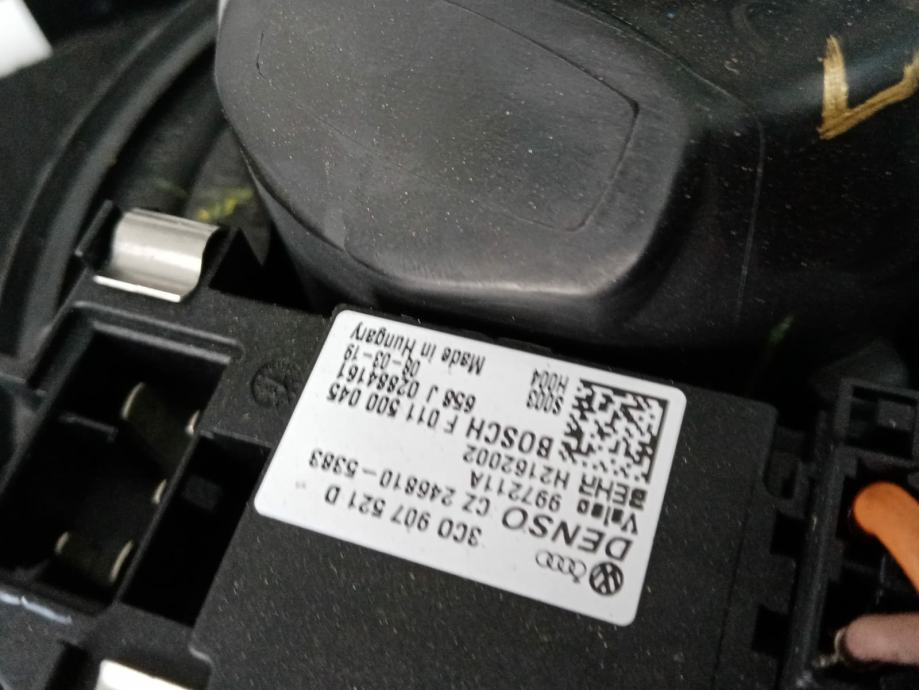 3C0 907 521 D
DENSO CZ 246810-5383
Valeo 997211A
BEHR H2162002
BOSCH F 011 500 045
658 J 02884161
S003 09-03-19
H004 Made in Hungary